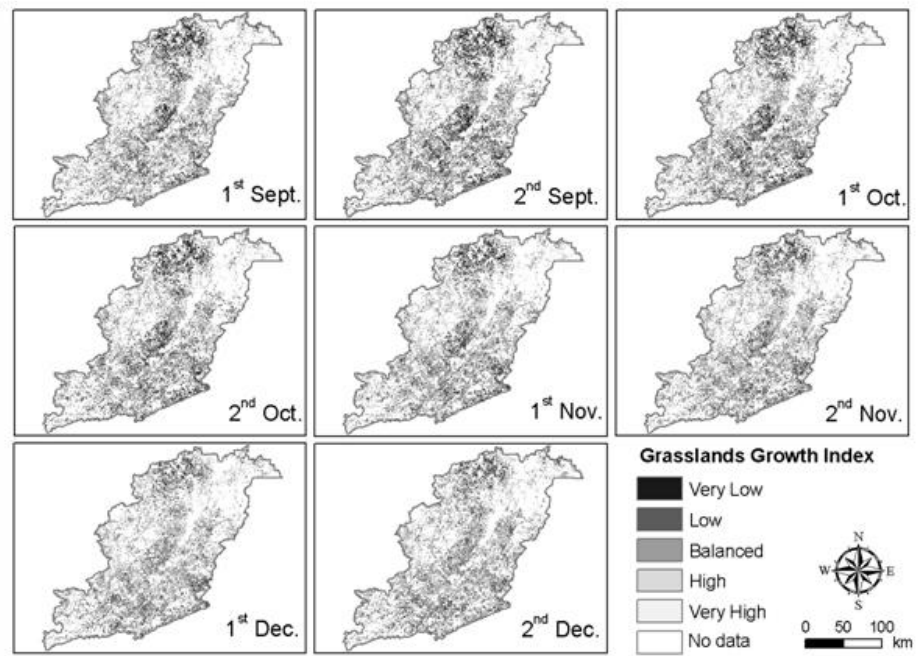 1st Sept.
2nd Sept.
1st Oct.
2nd Oct.
1st Nov.
2nd Nov.
1st Dec.
2nd Dec.
Grasslands Growth Index
Very Low
Low
Balanced
High
Very High
No data
N
W E
S
0 50 100
km